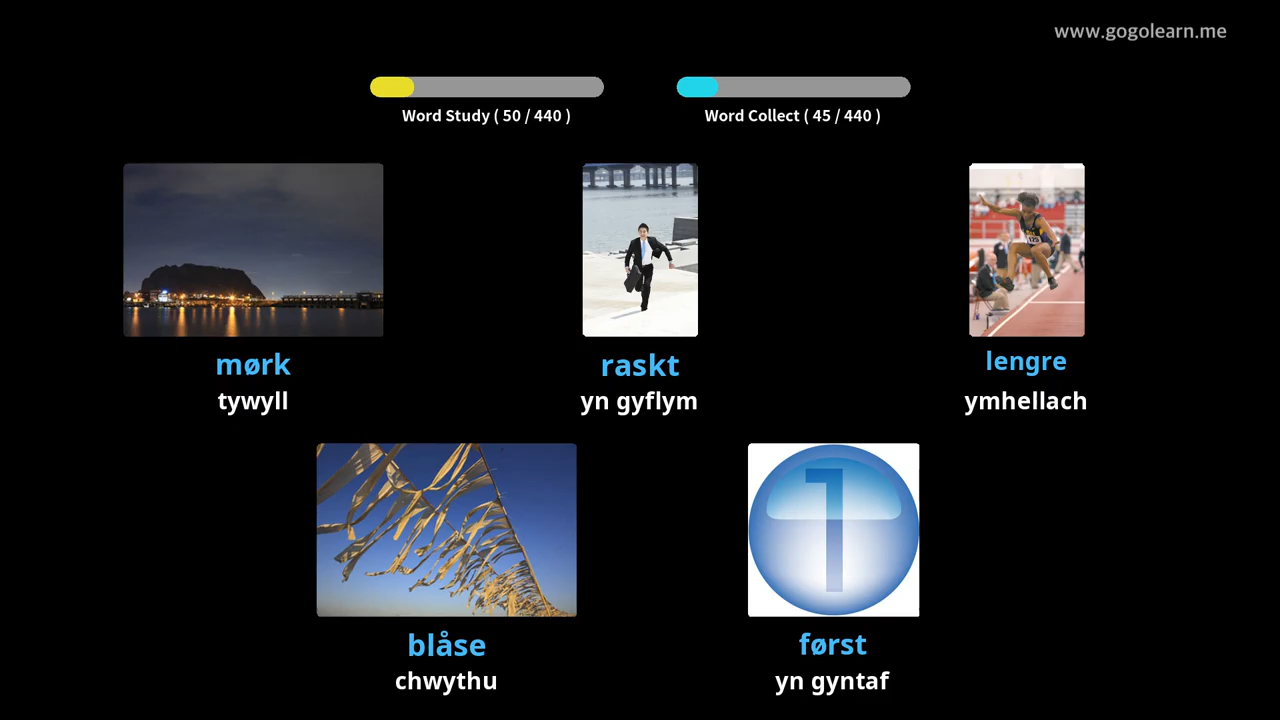 www.gogolearn.me
Word Study ( 50 / 440 )
Word Collect ( 45 / 440 )
mørk
tywyll
raskt
yn gyflym
lengre
ymhellach
blåse
chwythu
1
først
yn gyntaf